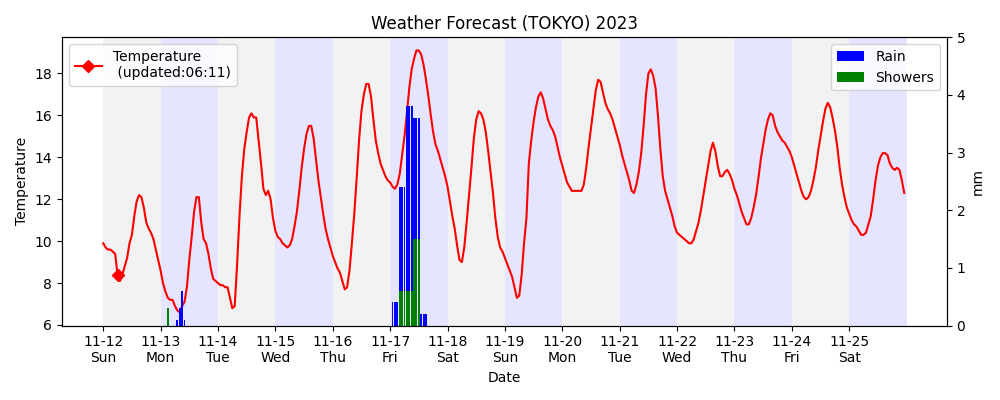 Weather Forecast (TOKYO) 2023
Temperature
(updated:06:11)
Rain
Showers
Temperature
18
16
14
12
10
8
6
5
4
3
2
1
0
mm
11-12 11-13 11-14 11-15 11-16 11-17 11-18 11-19 11-20 11-21 11-22 11-23 11-24 11-25
Sun Mon Tue Wed Thu Fri Sat Sun Mon Tue Wed Thu Fri Sat
Date